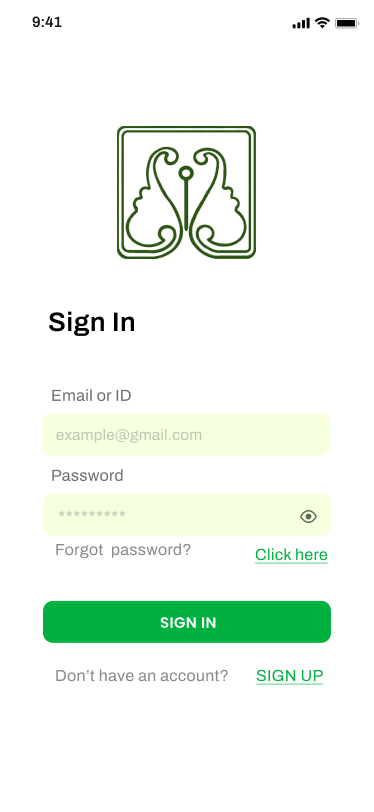 9:41
Sign In
Email or ID
example@gmail.com
Password
*********
Forgot  password?
Click here
SIGN IN
Don’t have an account?
SIGN UP